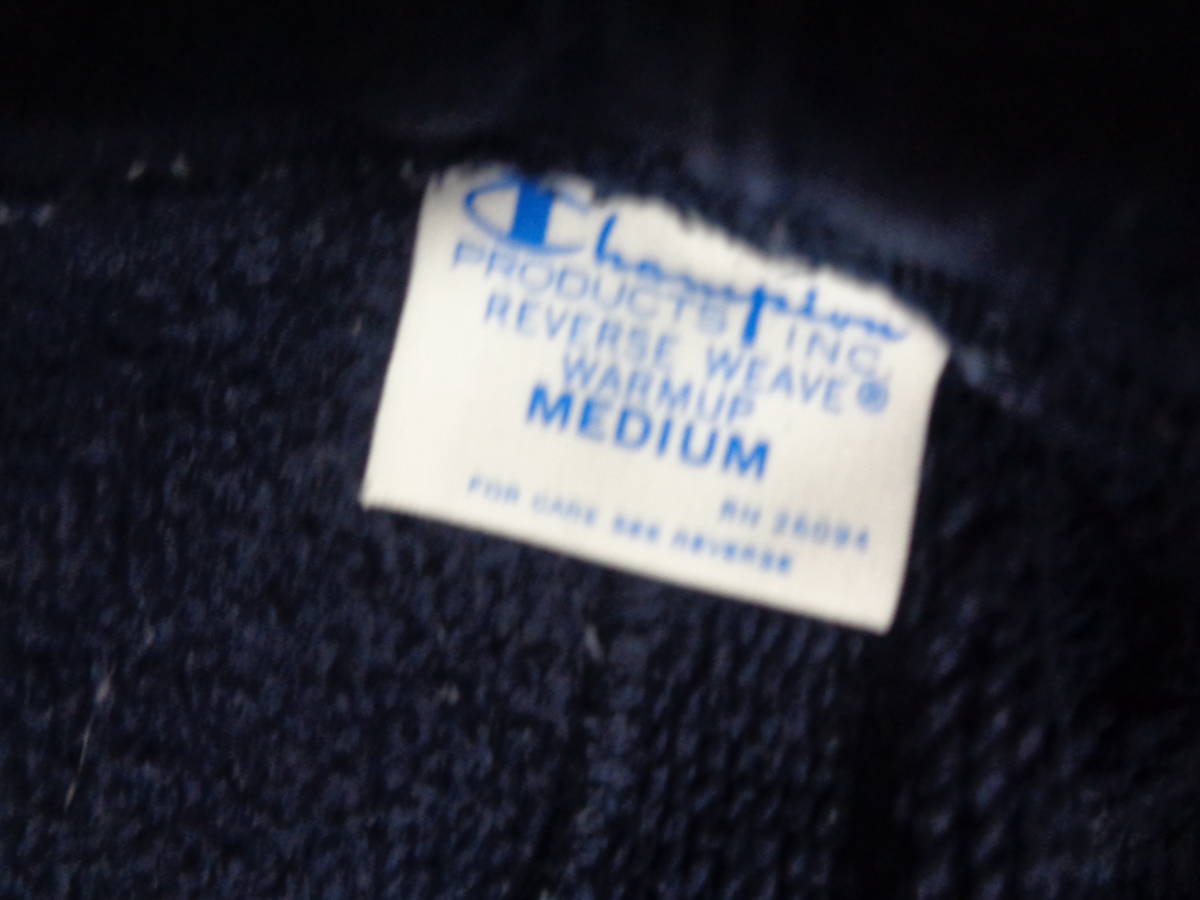 Champion
PRODUCTS INC.
REVERSE WEAVE®
WARMUP
MEDIUM
RN 26094
FOR CARE SEE REVERSE